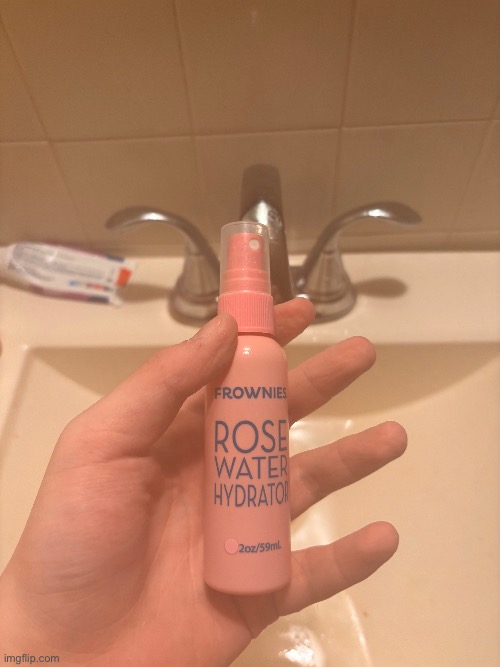 FROWNIES
ROSE
WATER
HYDRATOR
2oz/59mL
imgflip.com